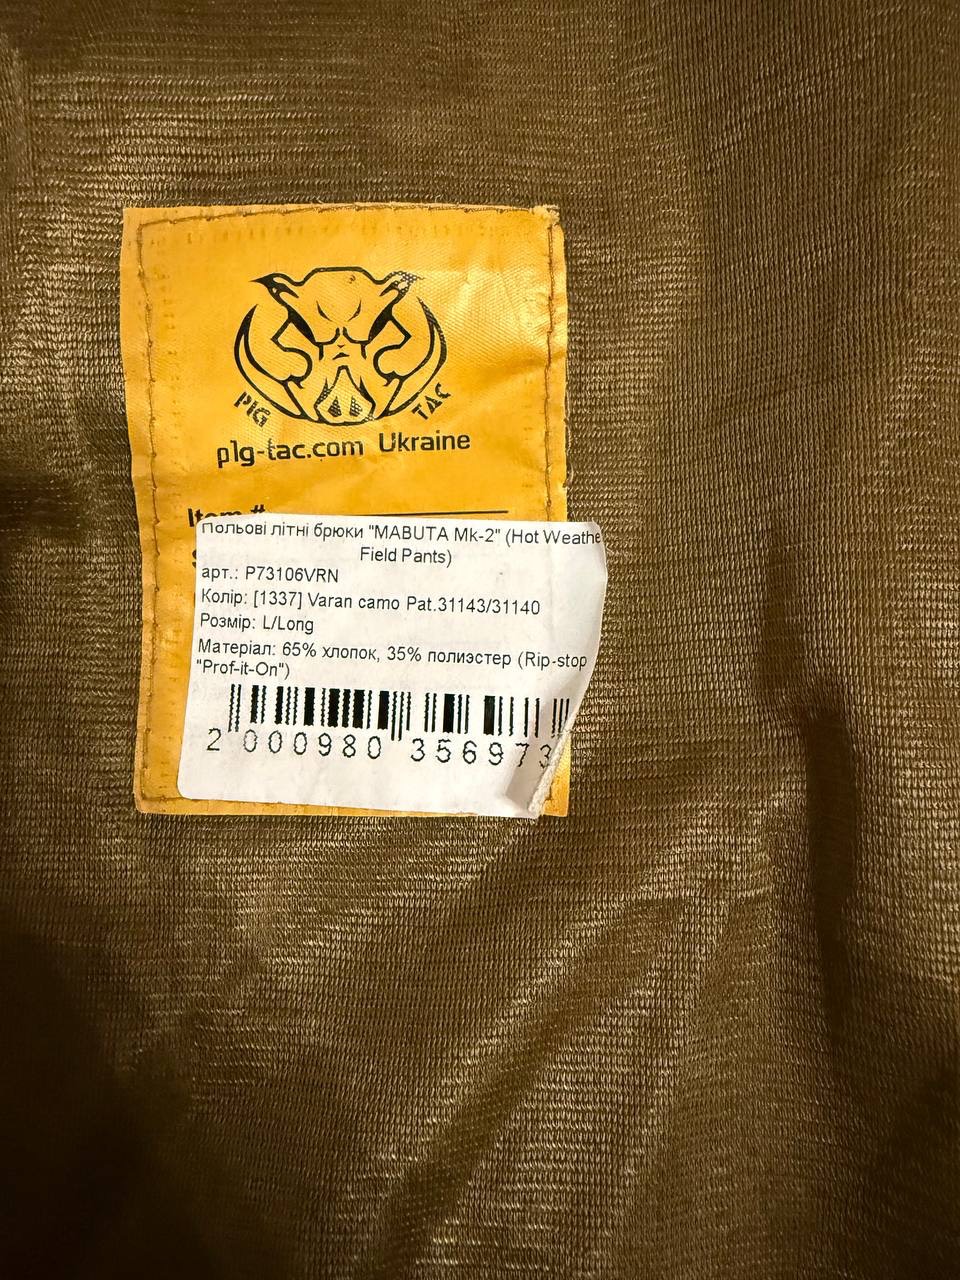 PIG TAC
p1g-tac.com Ukraine
Item #
Польові літні брюки "MABUTA Mk-2" (Hot Weathe
Field Pants)
арт.: P73106VRN
Колір: [1337] Varan camo Pat.31143/31140
Розмір: L/Long
Матеріал: 65% хлопок, 35% полиэстер (Rip-stop
"Prof-it-On")
2 000980 356973